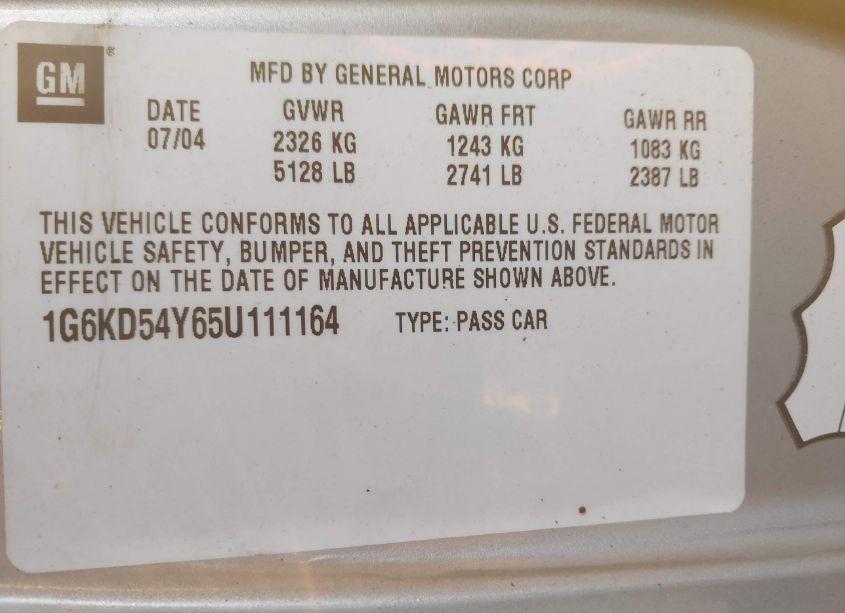 GM ®
MFD BY GENERAL MOTORS CORP
DATE GVWR GAWR FRT GAWR RR
07/04 2326 KG 1243 KG 1083 KG
5128 LB 2741 LB 2387 LB
THIS VEHICLE CONFORMS TO ALL APPLICABLE U.S. FEDERAL MOTOR
VEHICLE SAFETY, BUMPER, AND THEFT PREVENTION STANDARDS IN
EFFECT ON THE DATE OF MANUFACTURE SHOWN ABOVE.
1G6KD54Y65U111164 TYPE: PASS CAR